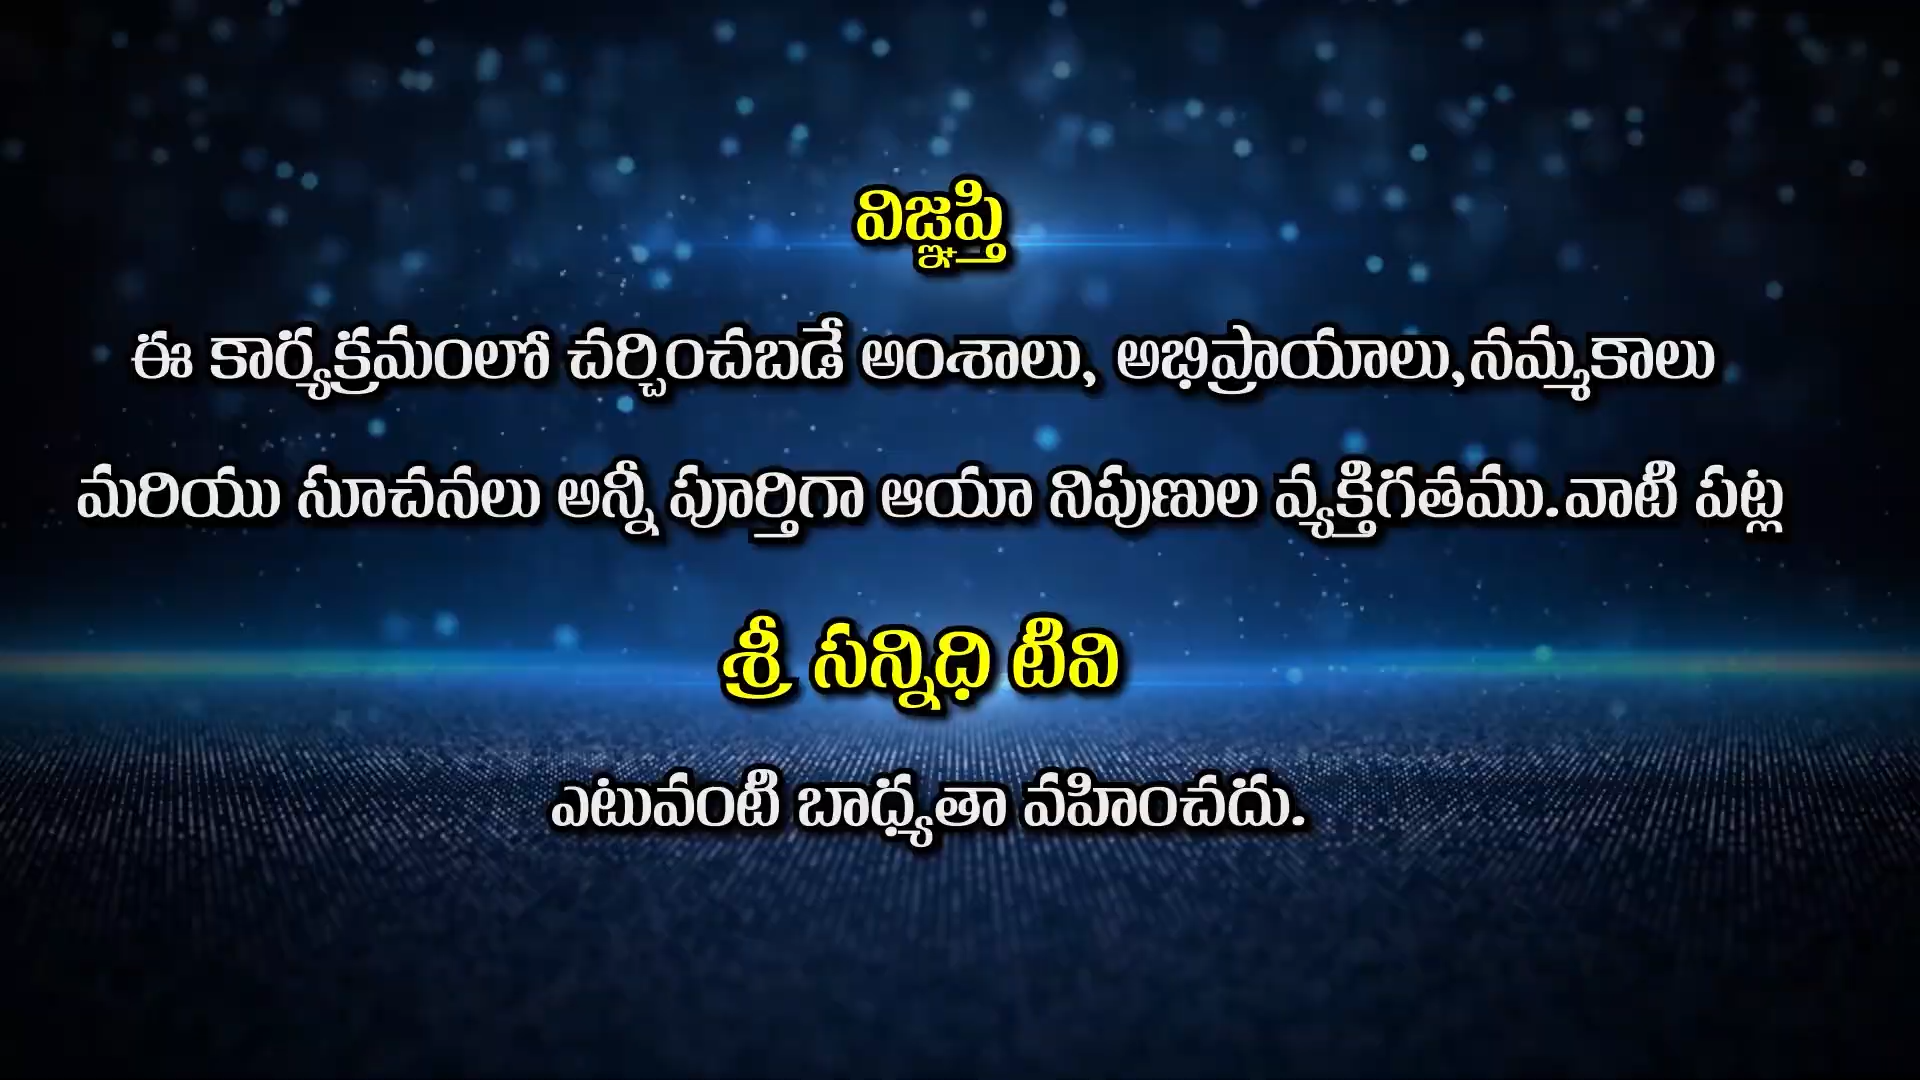 విజ్ఞప్తి
ఈ కార్యక్రమంలో చర్చించబడే అంశాలు, అభిప్రాయాలు,నమ్మకాలు
మరియు సూచనలు అన్నీ పూర్తిగా ఆయా నిపుణుల వ్యక్తిగతము.వాటి పట్ల
శ్రీ సన్నిధి టివి
ఎటువంటి బాధ్యతా వహించదు.